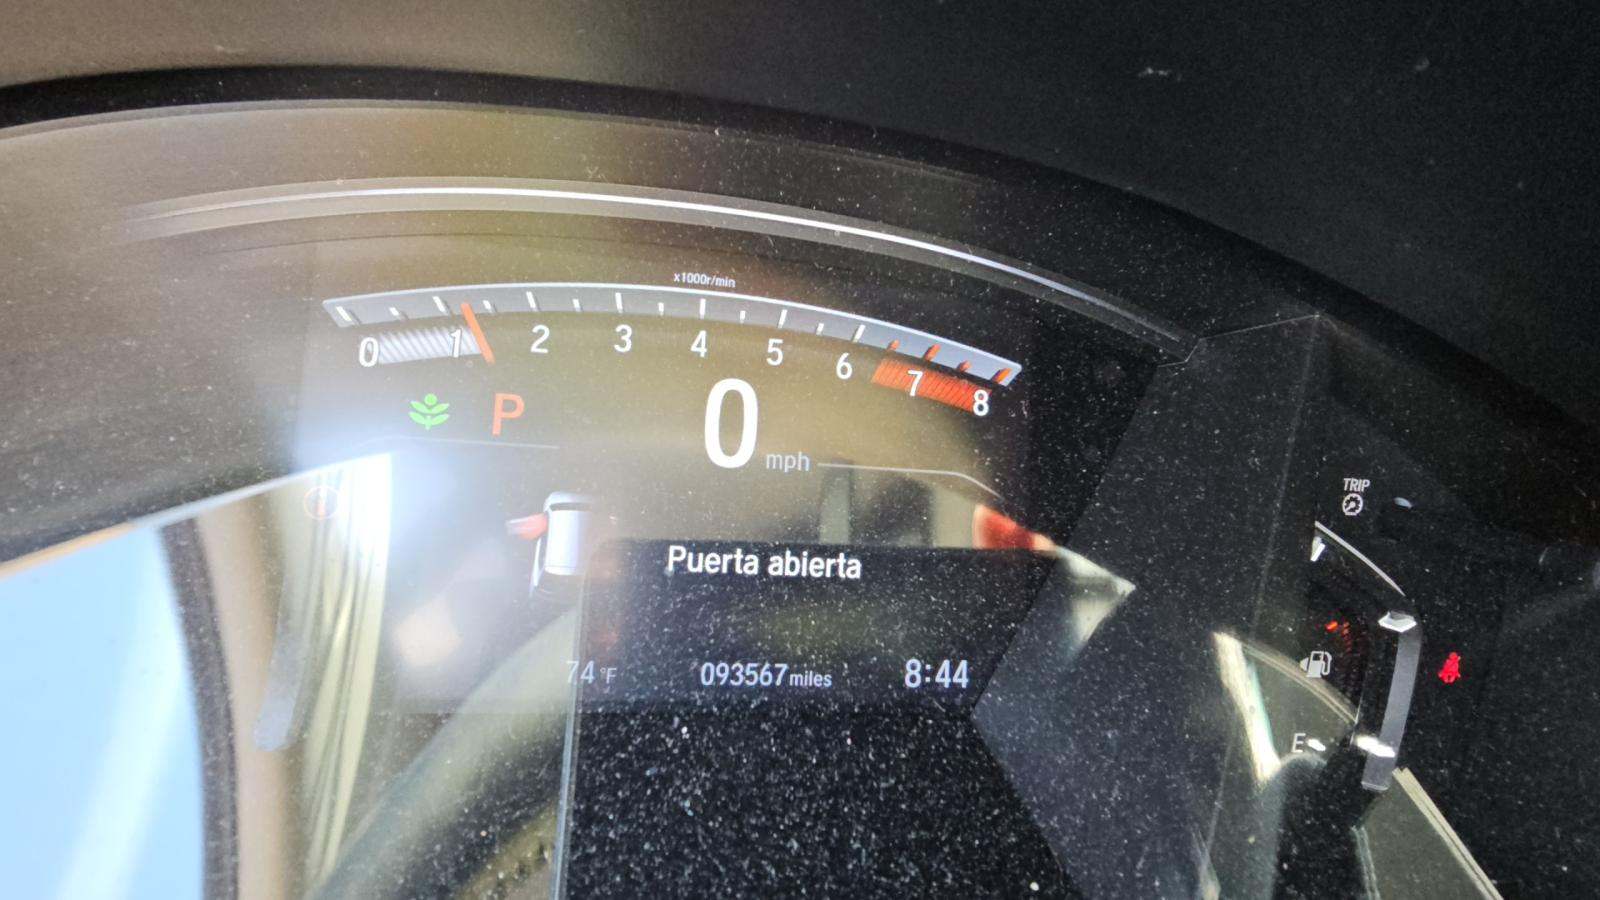 x1000r/min
0 1 2 3 4 5 6 7 8
P
0 mph
TRIP
Puerta abierta
74 °F 093567 miles 8:44
E